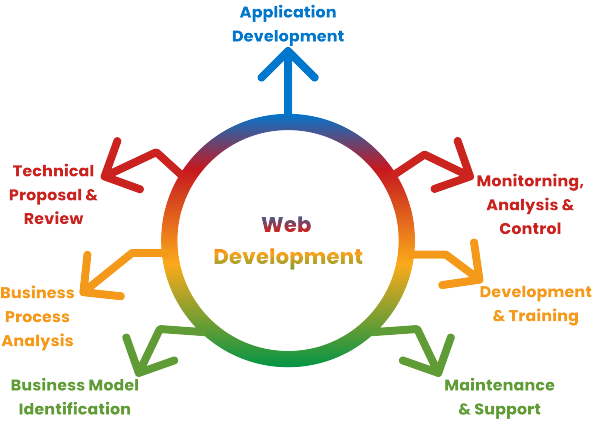 Application
Development
Technical
Proposal &
Review
Monitorning,
Analysis &
Control
Web
Development
Business
Process
Analysis
Development
& Training
Business Model
Identification
Maintenance
& Support